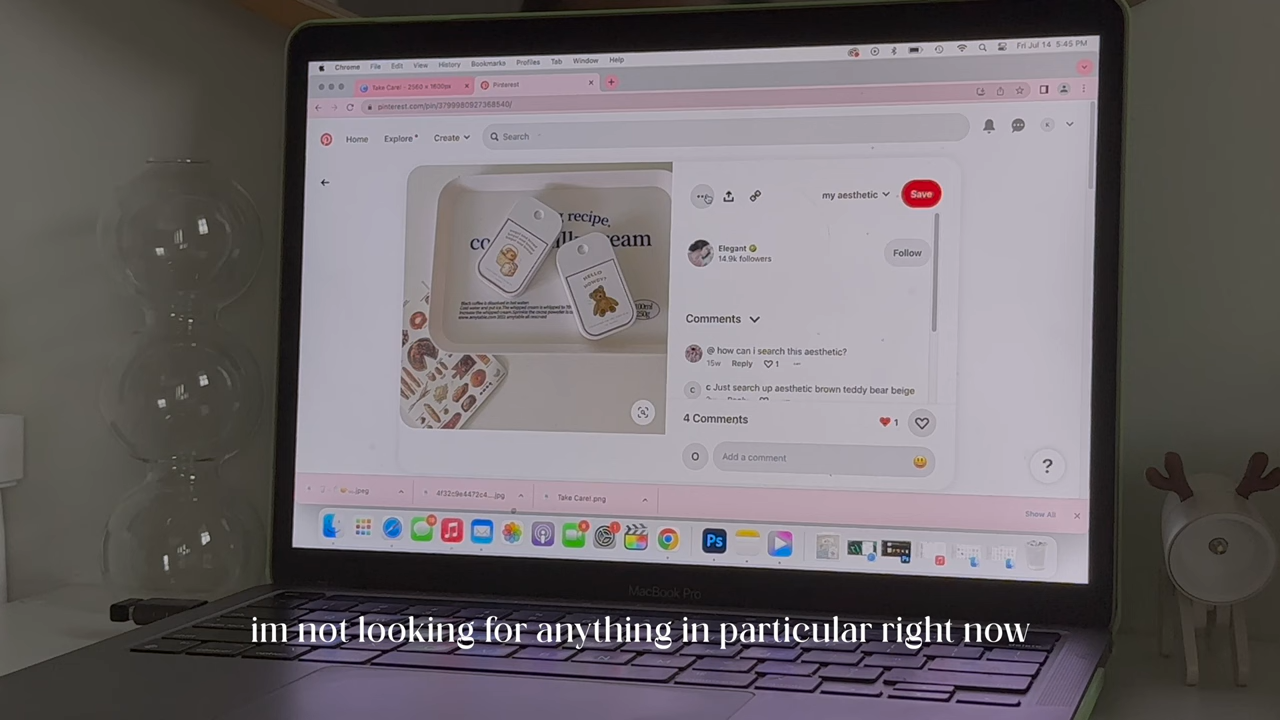 Chrome File Edit View History Bookmarks Profiles Tab Window Help
Fri Jul 14 5:45 PM
Take Care! - 2560 × 1600px
Pinterest
pinterest.com/pin/3799980927368540/
Home Explore Create
Search
K
my aesthetic
Save
recipe,
HELLO
Elegant
14.9k followers
Follow
Comments
@ how can i search this aesthetic?
15w Reply 1
C
c Just search up aesthetic brown teddy bear beige
4 Comments
1
O
Add a comment
?
....jpeg
4f32c9e4472c4....jpg
Take Care!.png
Show All
Ps
MacBook Pro
im not looking for anything in particular right now